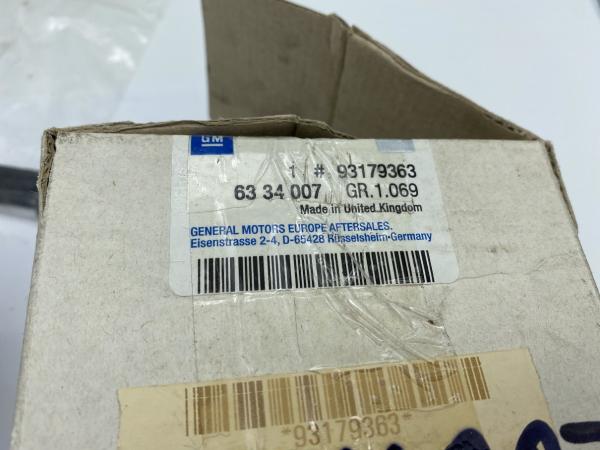 GM
1 # 93179363
63 34 007 GR.1.069
Made in United Kingdom
GENERAL MOTORS EUROPE AFTERSALES.
Eisenstrasse 2-4, D-65428 Rüsselsheim-Germany
*93179363*